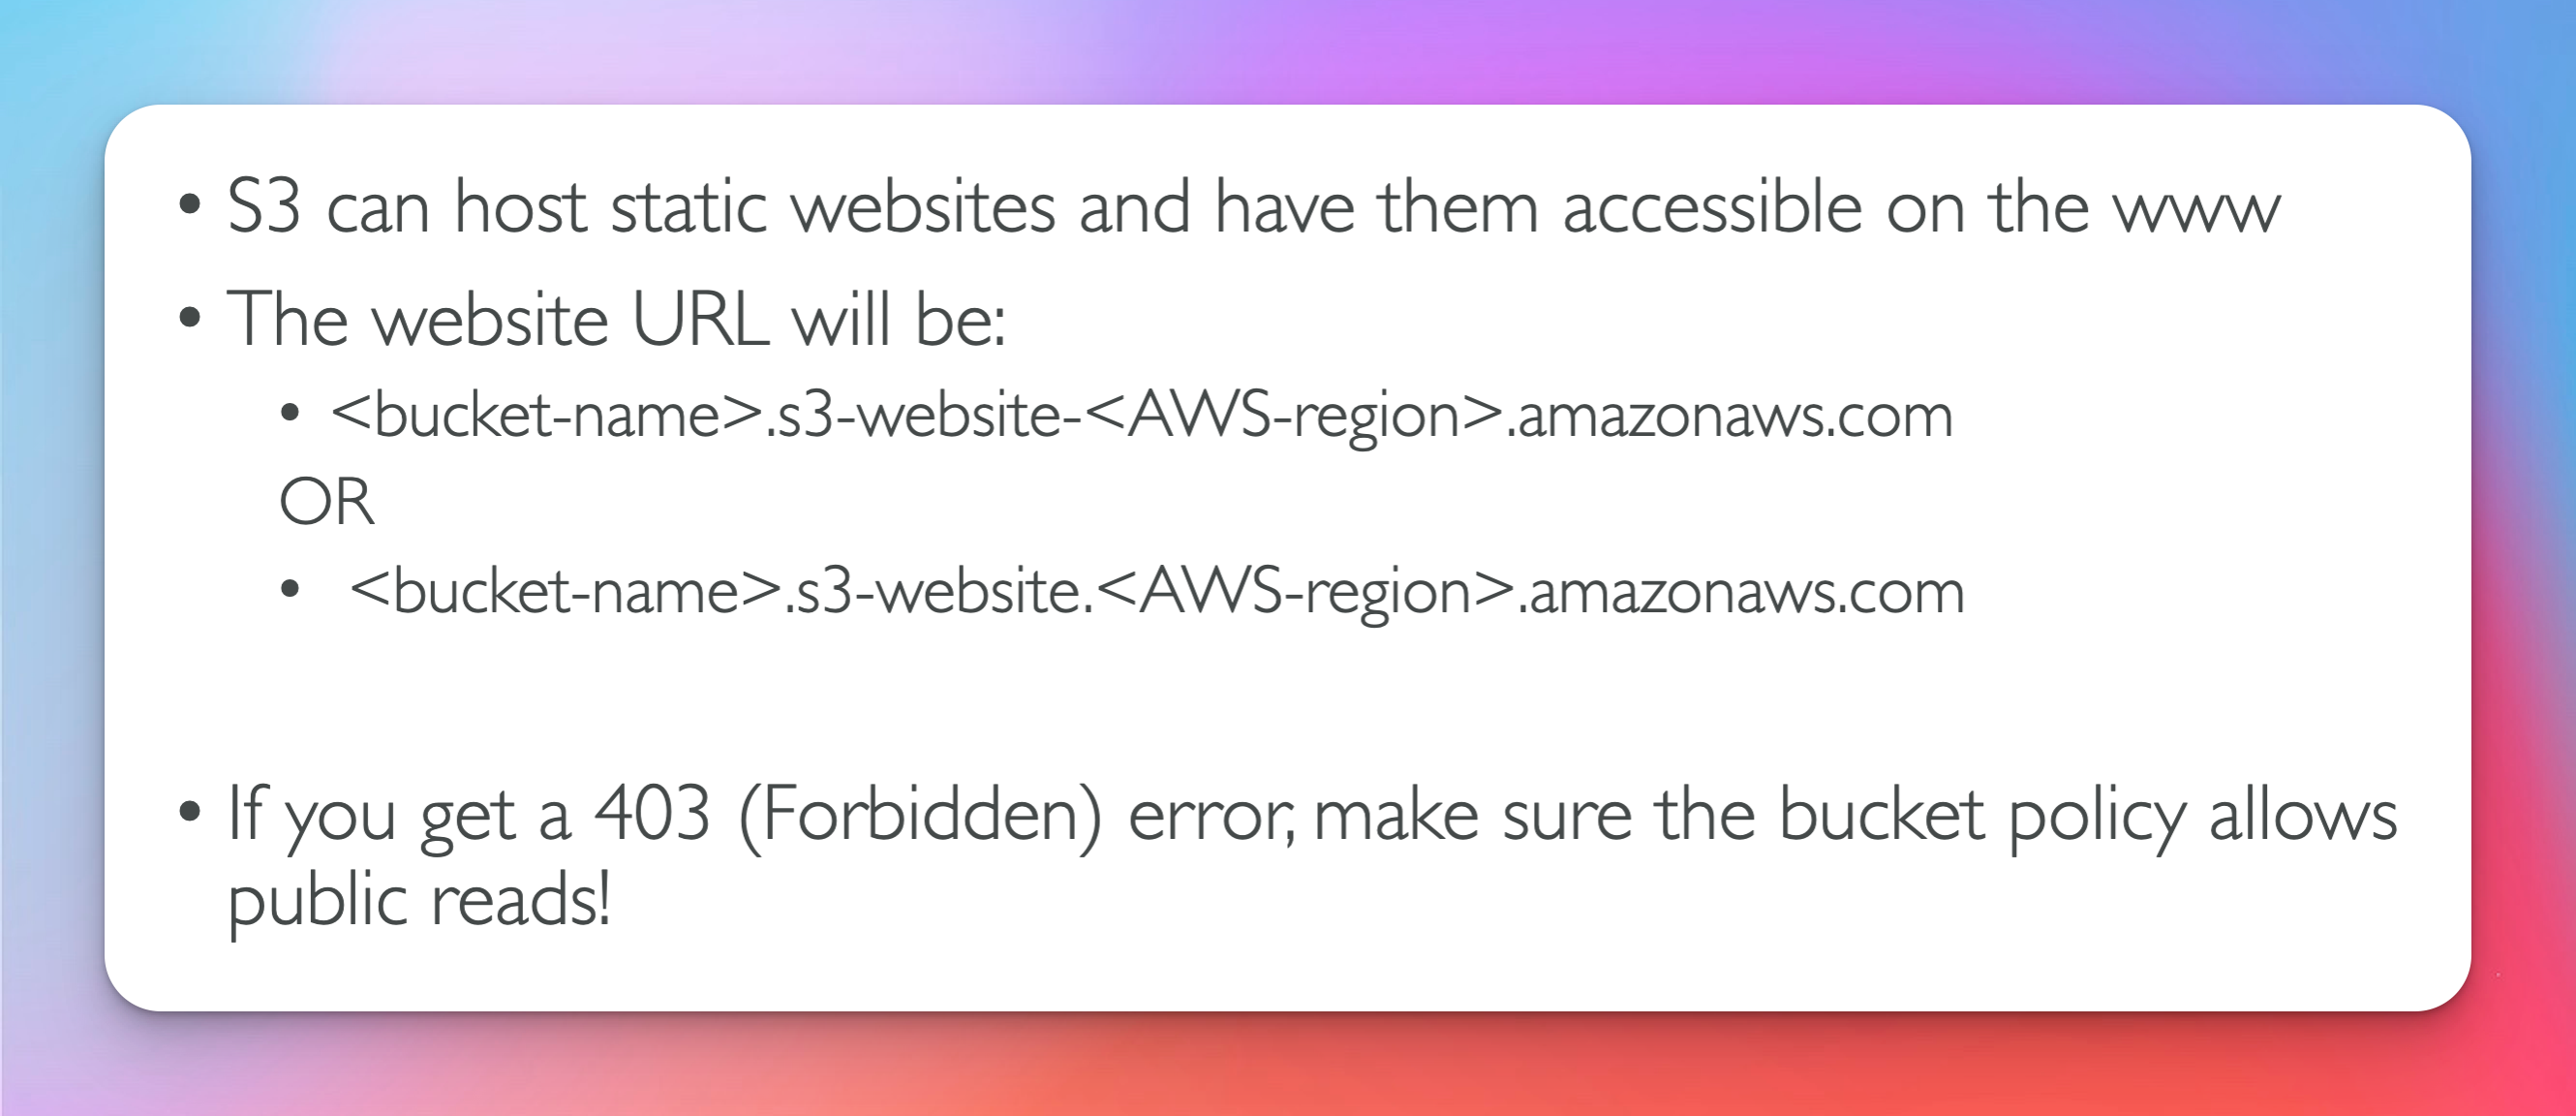 • S3 can host static websites and have them accessible on the www
• The website URL will be:
• <bucket-name>.s3-website-<AWS-region>.amazonaws.com
OR
• <bucket-name>.s3-website.<AWS-region>.amazonaws.com
• If you get a 403 (Forbidden) error, make sure the bucket policy allows
public reads!